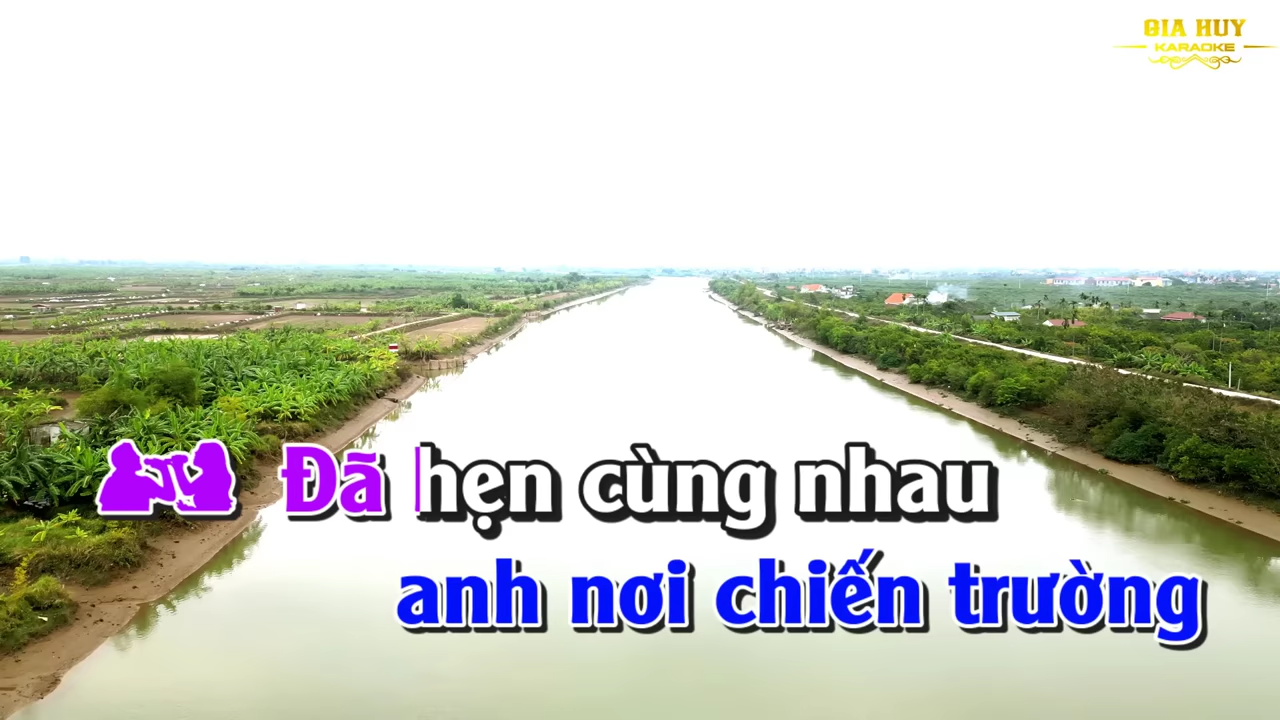 GIA HUY
KARAOKE
Đã hẹn cùng nhau
anh nơi chiến trường